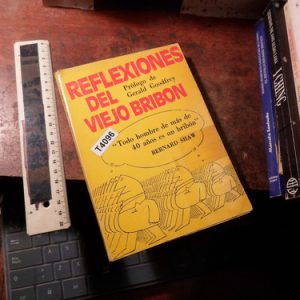 REFLEXIONES
DEL
VIEJO BRIBON
Prólogo de
Gerald Goodfrey
T4096
«Todo hombre de más de
40 años es un bribón»
BERNARD SHAW
I CHING